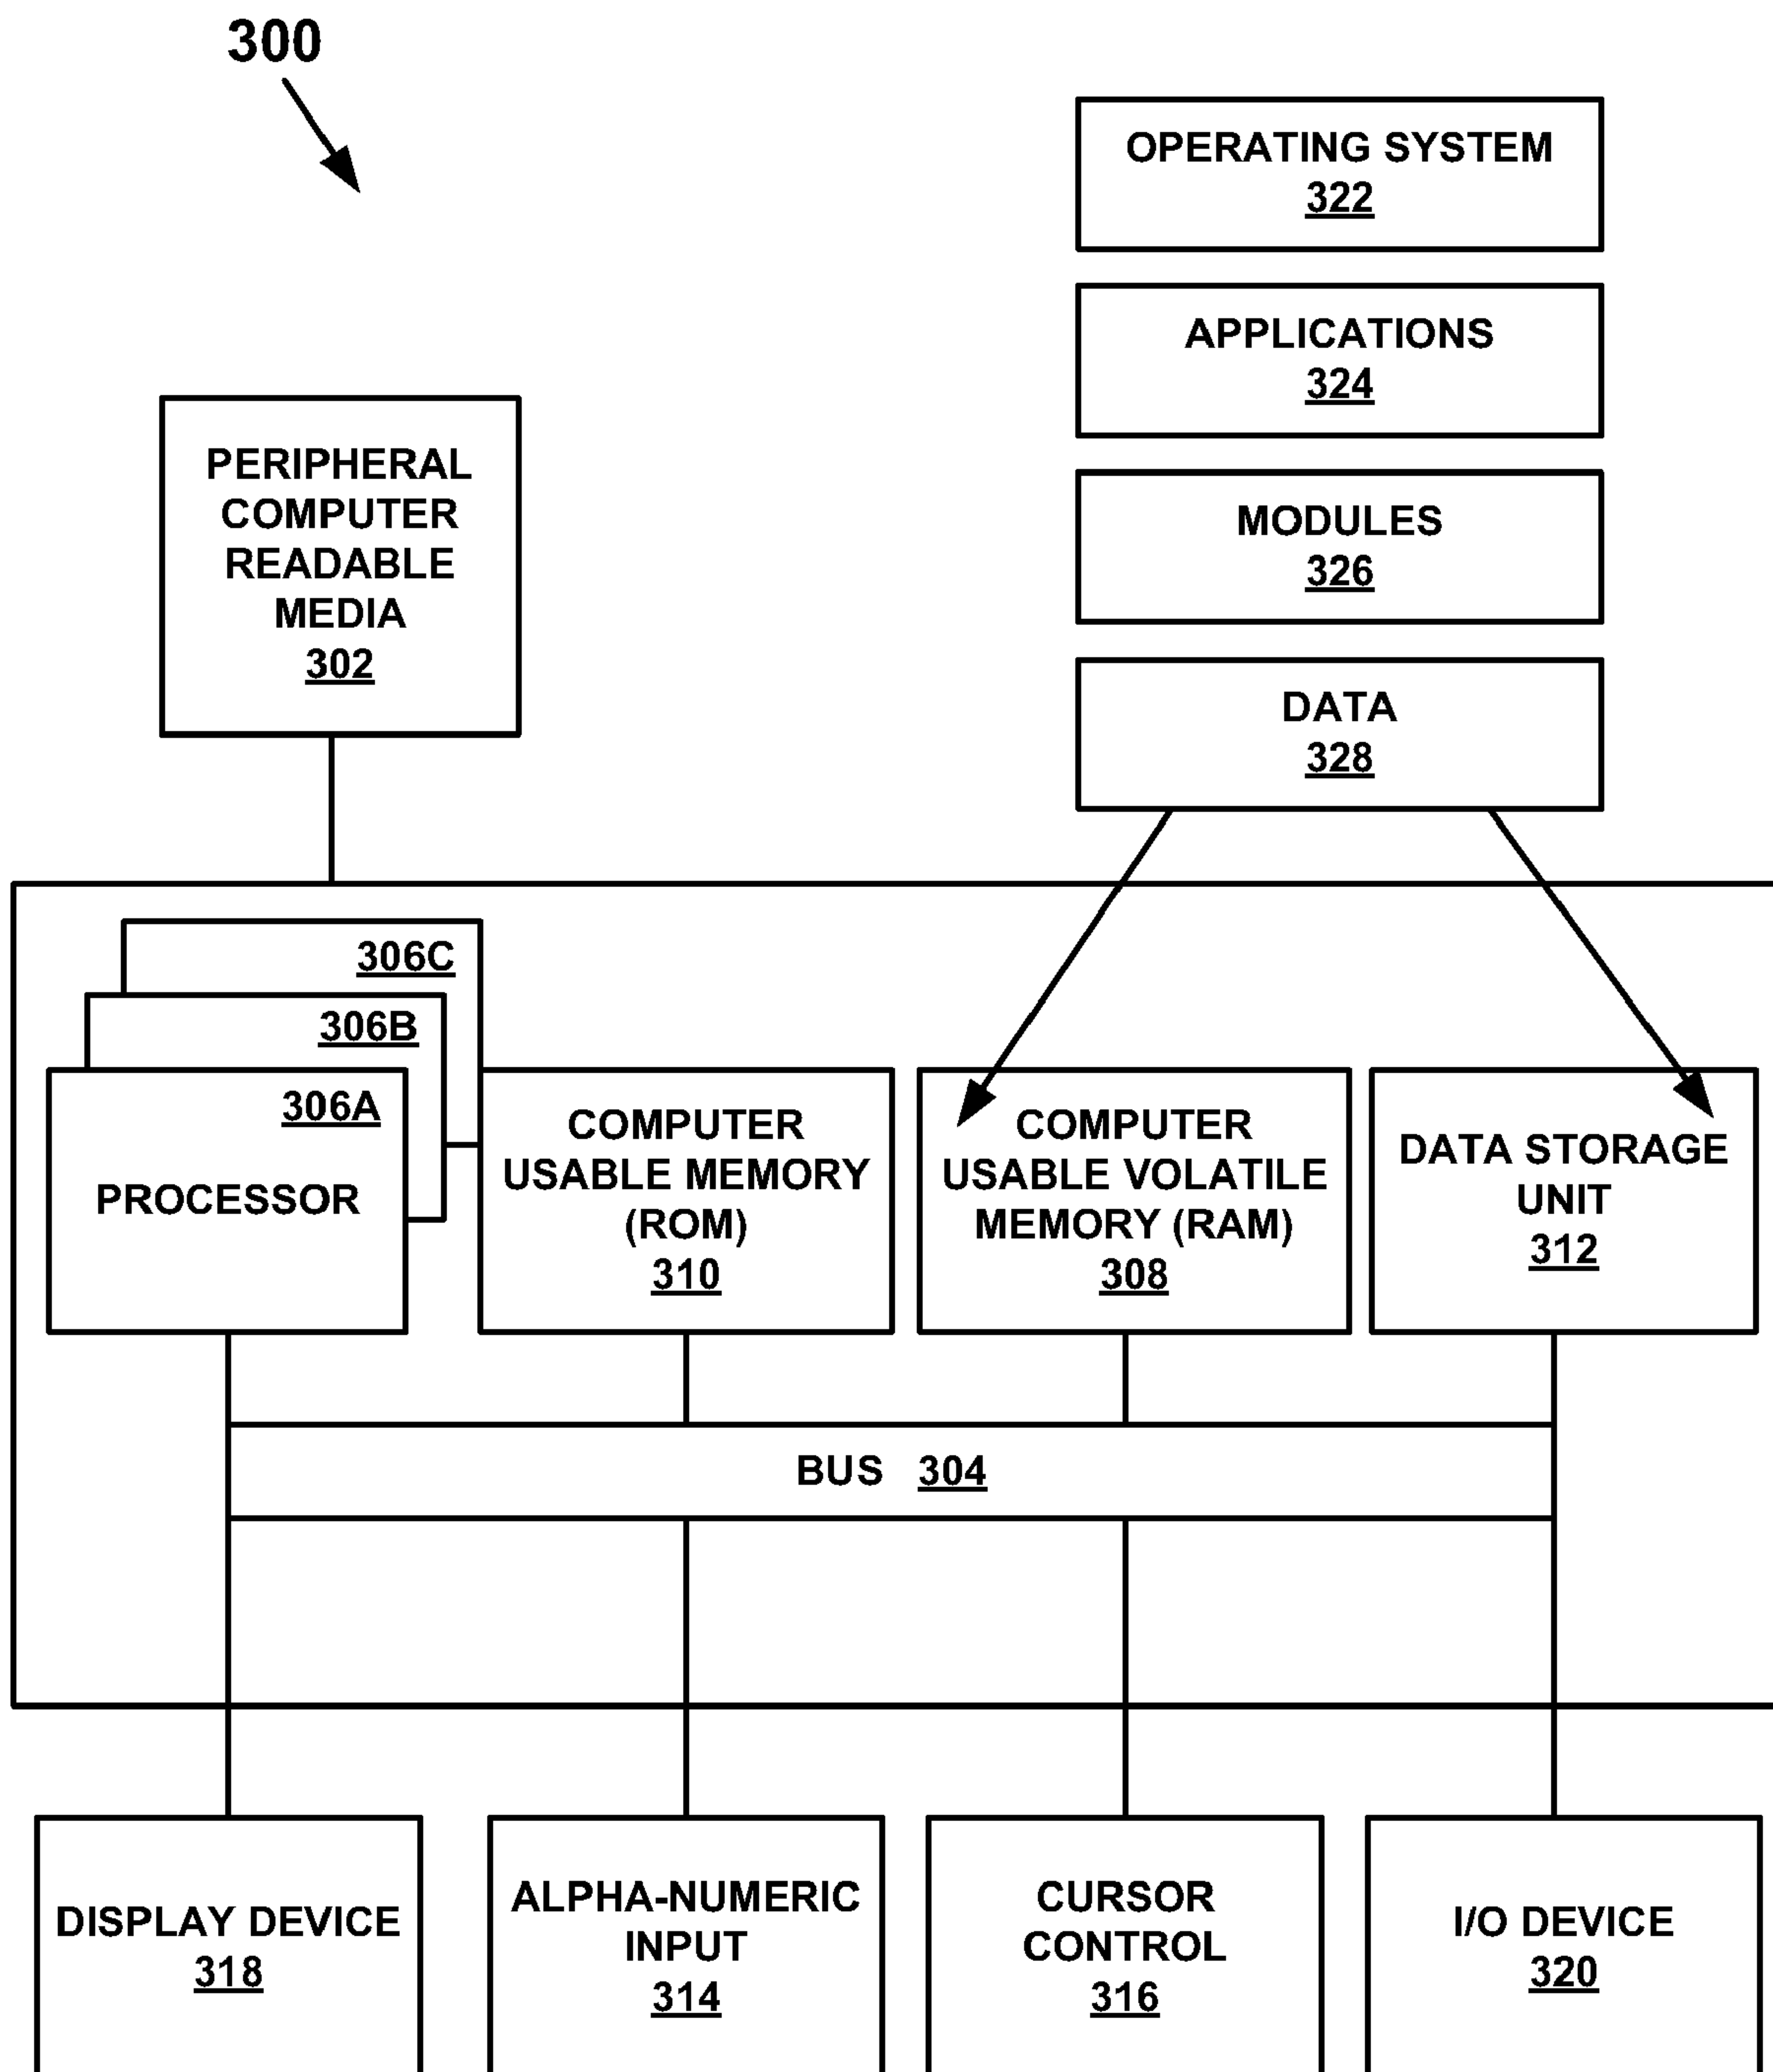 300
OPERATING SYSTEM
322
APPLICATIONS
324
MODULES
326
DATA
328
PERIPHERAL
COMPUTER
READABLE
MEDIA
302
306C
306B
306A
PROCESSOR
COMPUTER
USABLE MEMORY
(ROM)
310
COMPUTER
USABLE VOLATILE
MEMORY (RAM)
308
DATA STORAGE
UNIT
312
BUS 304
DISPLAY DEVICE
318
ALPHA-NUMERIC
INPUT
314
CURSOR
CONTROL
316
I/O DEVICE
320